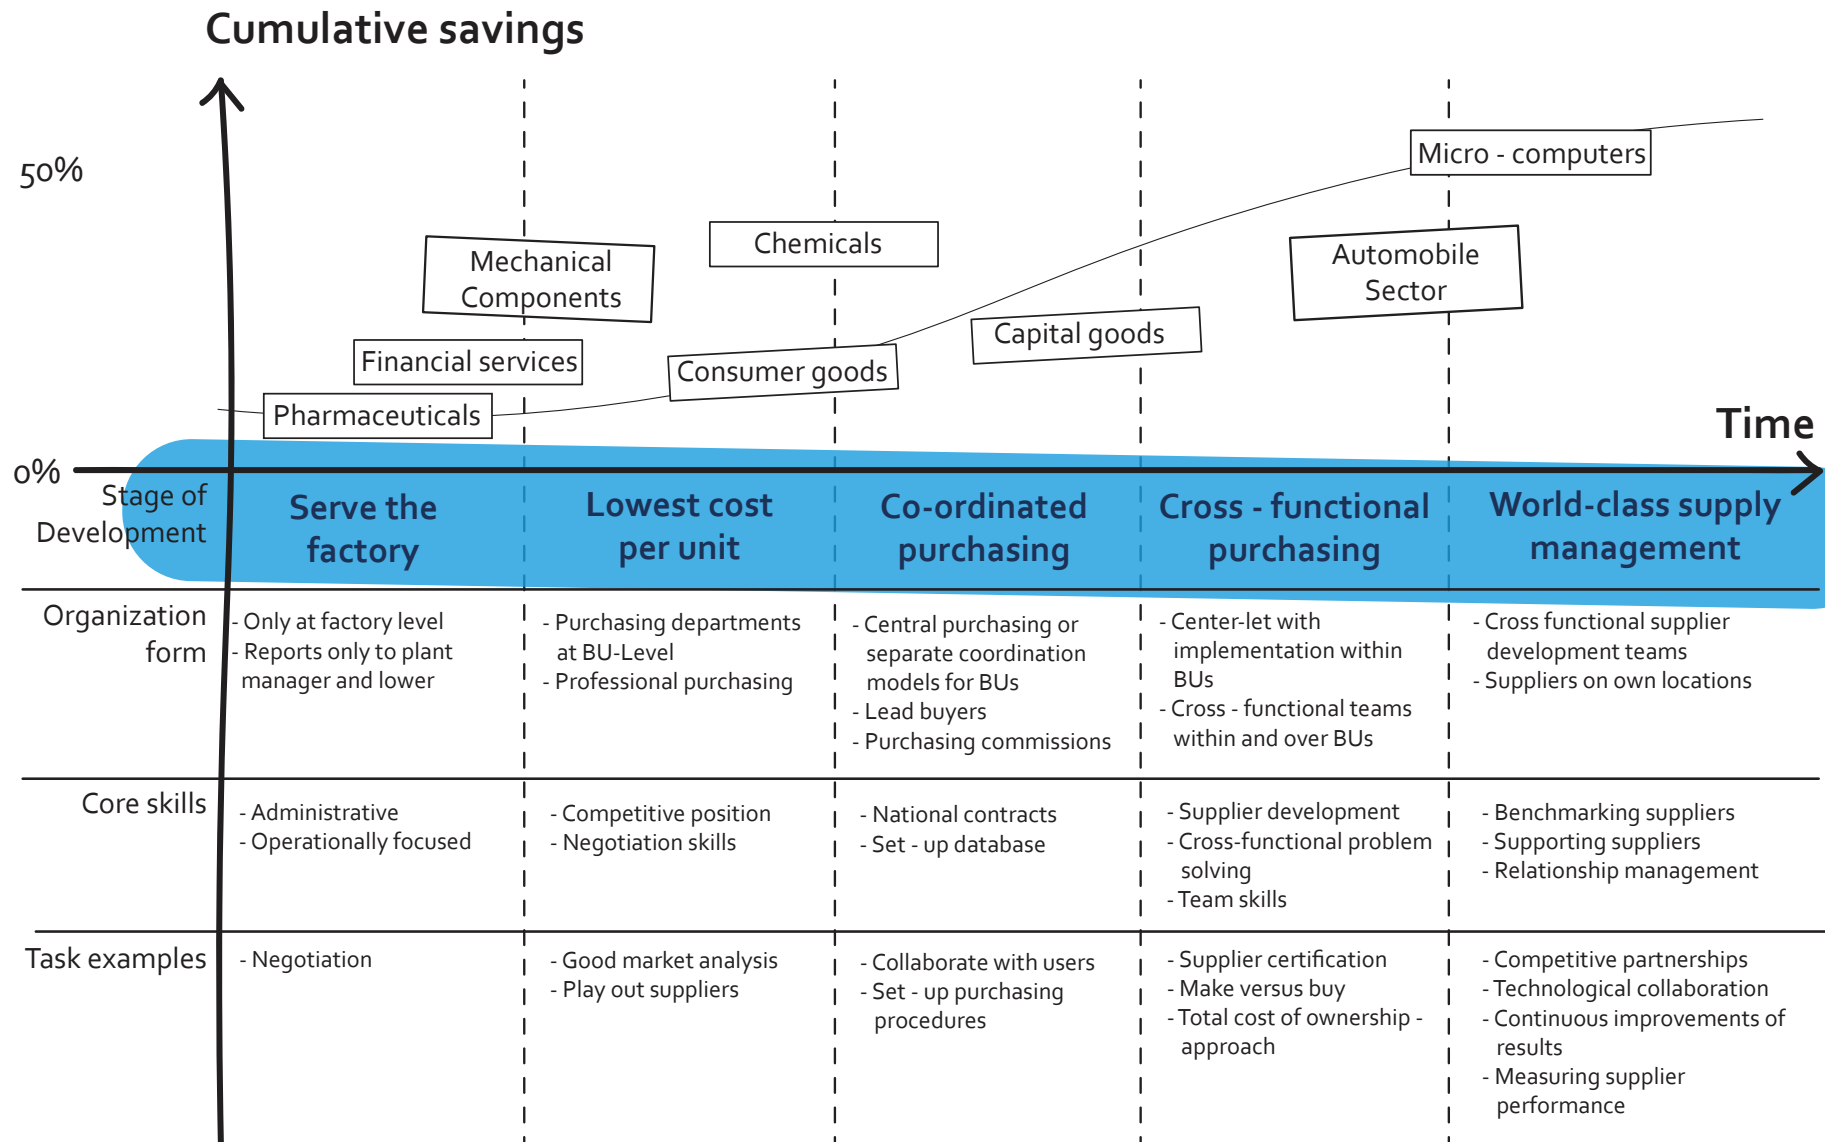 Cumulative savings
50%
Micro - computers
Chemicals
Automobile
Sector
Mechanical
Components
Capital goods
Financial services
Consumer goods
Pharmaceuticals
Time
0%
Stage of
Development
Serve the
factory
Lowest cost
per unit
Co-ordinated
purchasing
Cross - functional
purchasing
World-class supply
management
Organization
form
- Only at factory level
- Reports only to plant
manager and lower
- Purchasing departments
at BU-Level
- Professional purchasing
- Central purchasing or
separate coordination
models for BUs
- Lead buyers
- Purchasing commissions
- Center-let with
implementation within
BUs
- Cross - functional teams
within and over BUs
- Cross functional supplier
development teams
- Suppliers on own locations
Core skills
- Administrative
- Operationally focused
- Competitive position
- Negotiation skills
- National contracts
- Set - up database
- Supplier development
- Cross-functional problem
solving
- Team skills
- Benchmarking suppliers
- Supporting suppliers
- Relationship management
Task examples
- Negotiation
- Good market analysis
- Play out suppliers
- Collaborate with users
- Set - up purchasing
procedures
- Supplier certification
- Make versus buy
- Total cost of ownership -
approach
- Competitive partnerships
- Technological collaboration
- Continuous improvements of
results
- Measuring supplier
performance